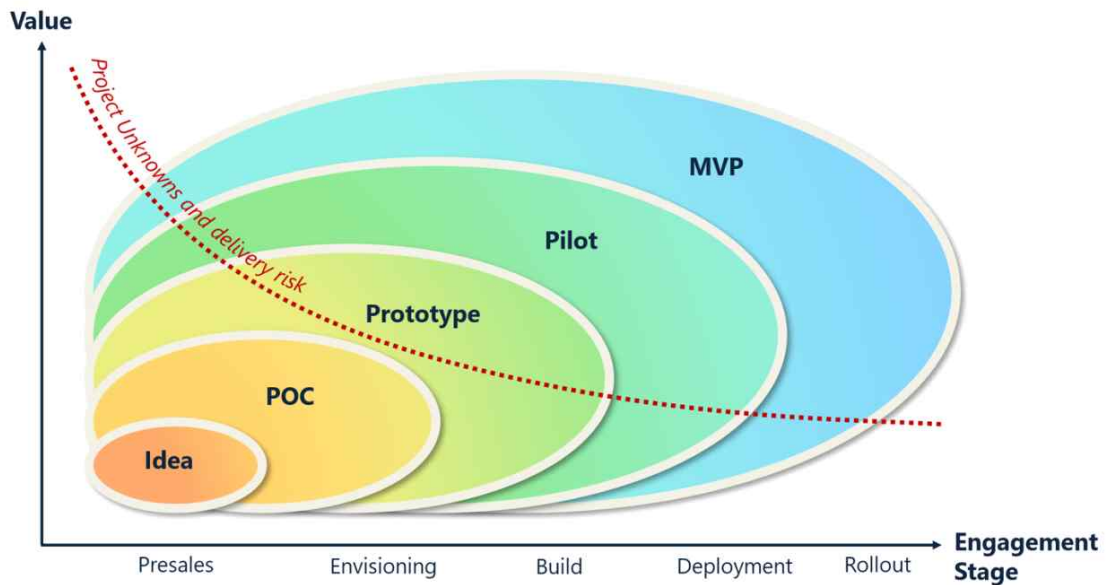 Value
Project Unknowns and delivery risk
MVP
Pilot
Prototype
POC
Idea
Presales
Envisioning
Build
Deployment
Rollout
Engagement
Stage